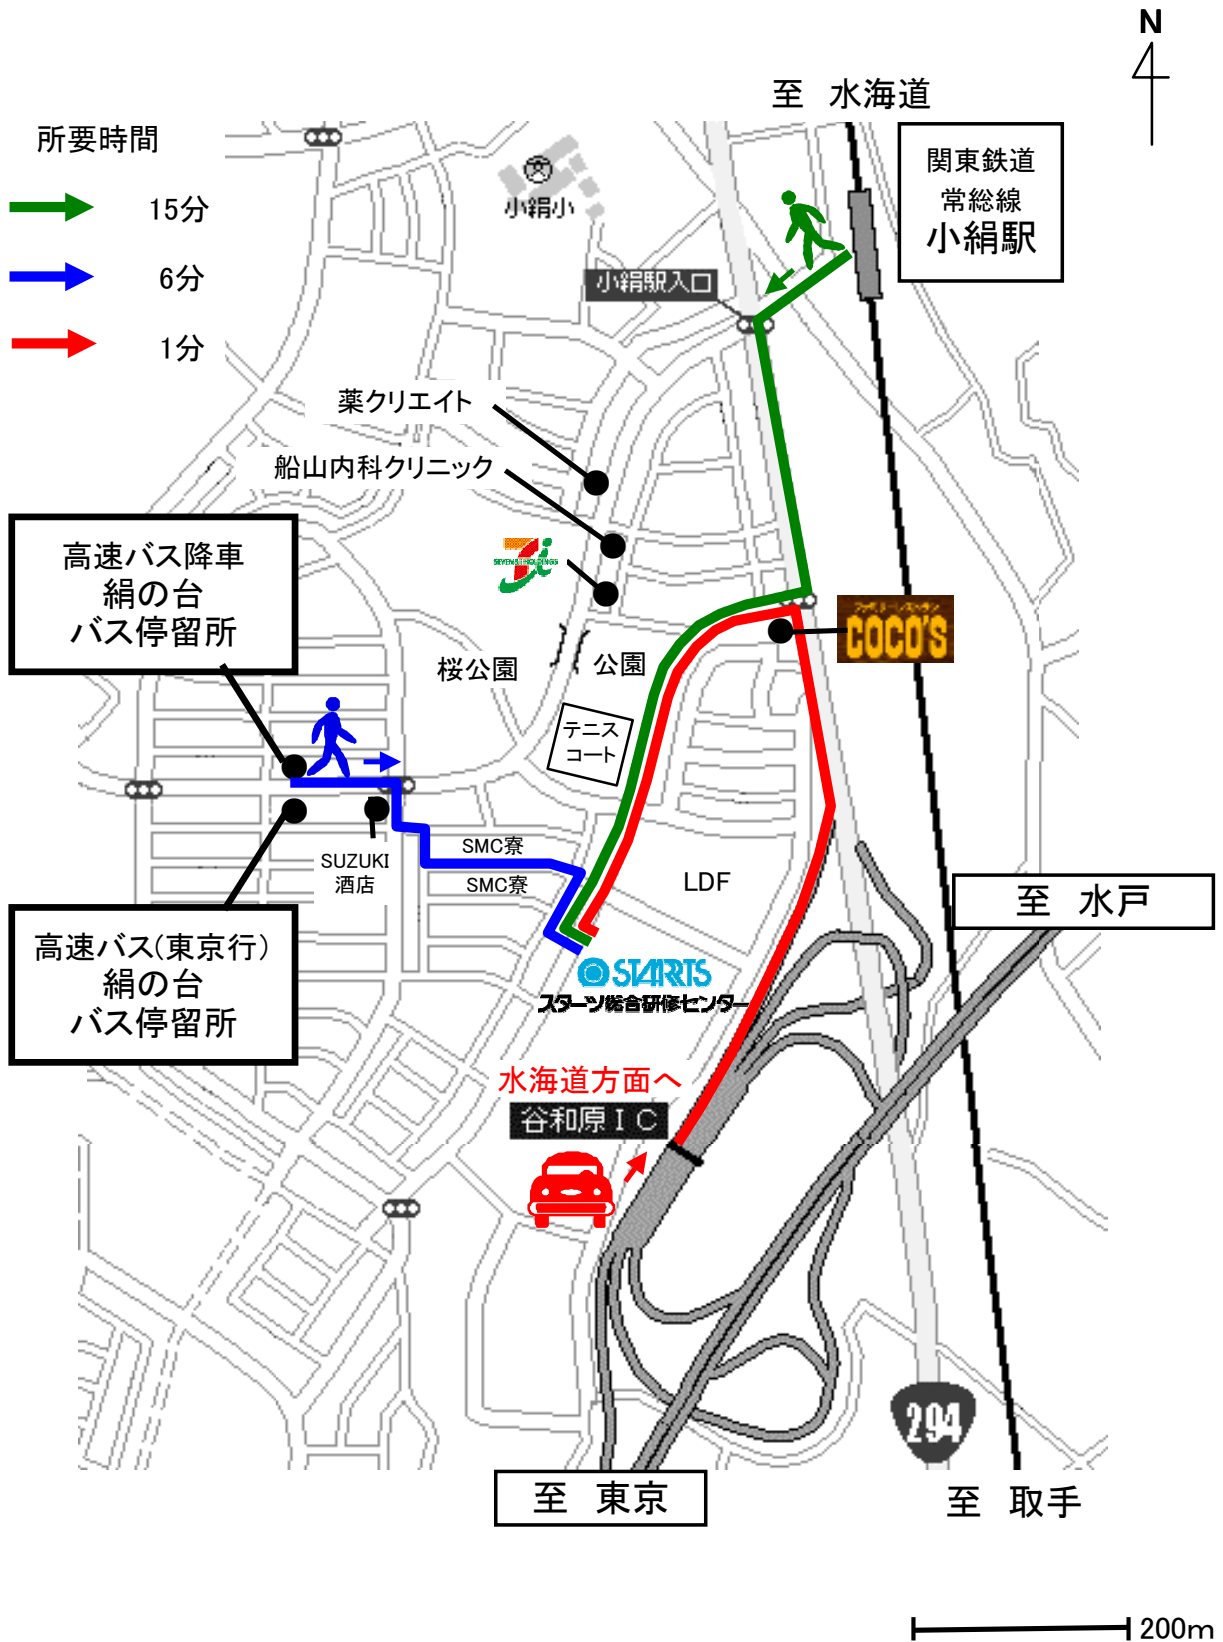 N
至 水海道
所要時間
15分
6分
1分
関東鉄道
常総線
小絹駅
小絹小
小絹駅入口
薬クリエイト
船山内科クリニック
SEVEN & i HOLDINGS
高速バス降車
絹の台
バス停留所
COCO'S
桜公園
公園
テニス
コート
SUZUKI
酒店
SMC寮
SMC寮
LDF
至 水戸
高速バス(東京行)
絹の台
バス停留所
STARTS
スターツ総合研修センター
水海道方面へ
谷和原IC
294
至 東京
至 取手
200m